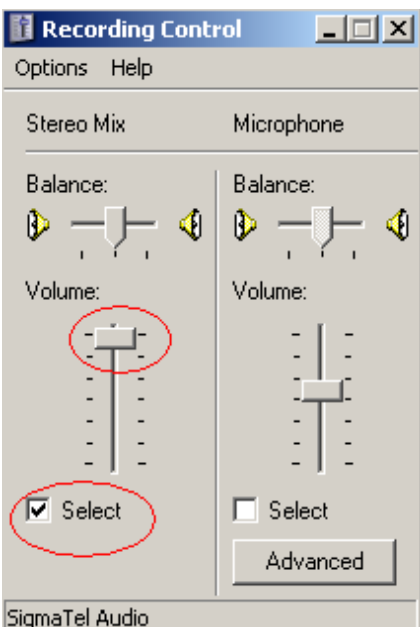 Recording Control
Options Help
Stereo Mix
Microphone
Balance:
Balance:
Volume:
Volume:
Select
Select
Advanced
SigmaTel Audio